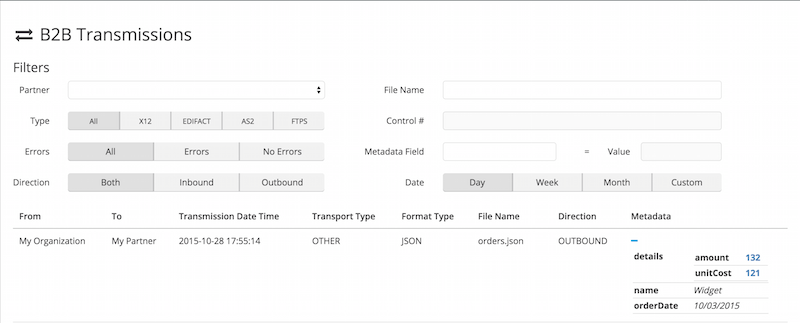 B2B Transmissions
Filters
Partner File Name
Type All X12 EDIFACT AS2 FTPS Control #
Errors All Errors No Errors Metadata Field = Value
Direction Both Inbound Outbound Date Day Week Month Custom
From To Transmission Date Time Transport Type Format Type File Name Direction Metadata
My Organization My Partner 2015-10-28 17:55:14 OTHER JSON orders.json OUTBOUND
details amount 132
unitCost 121
name Widget
orderDate 10/03/2015